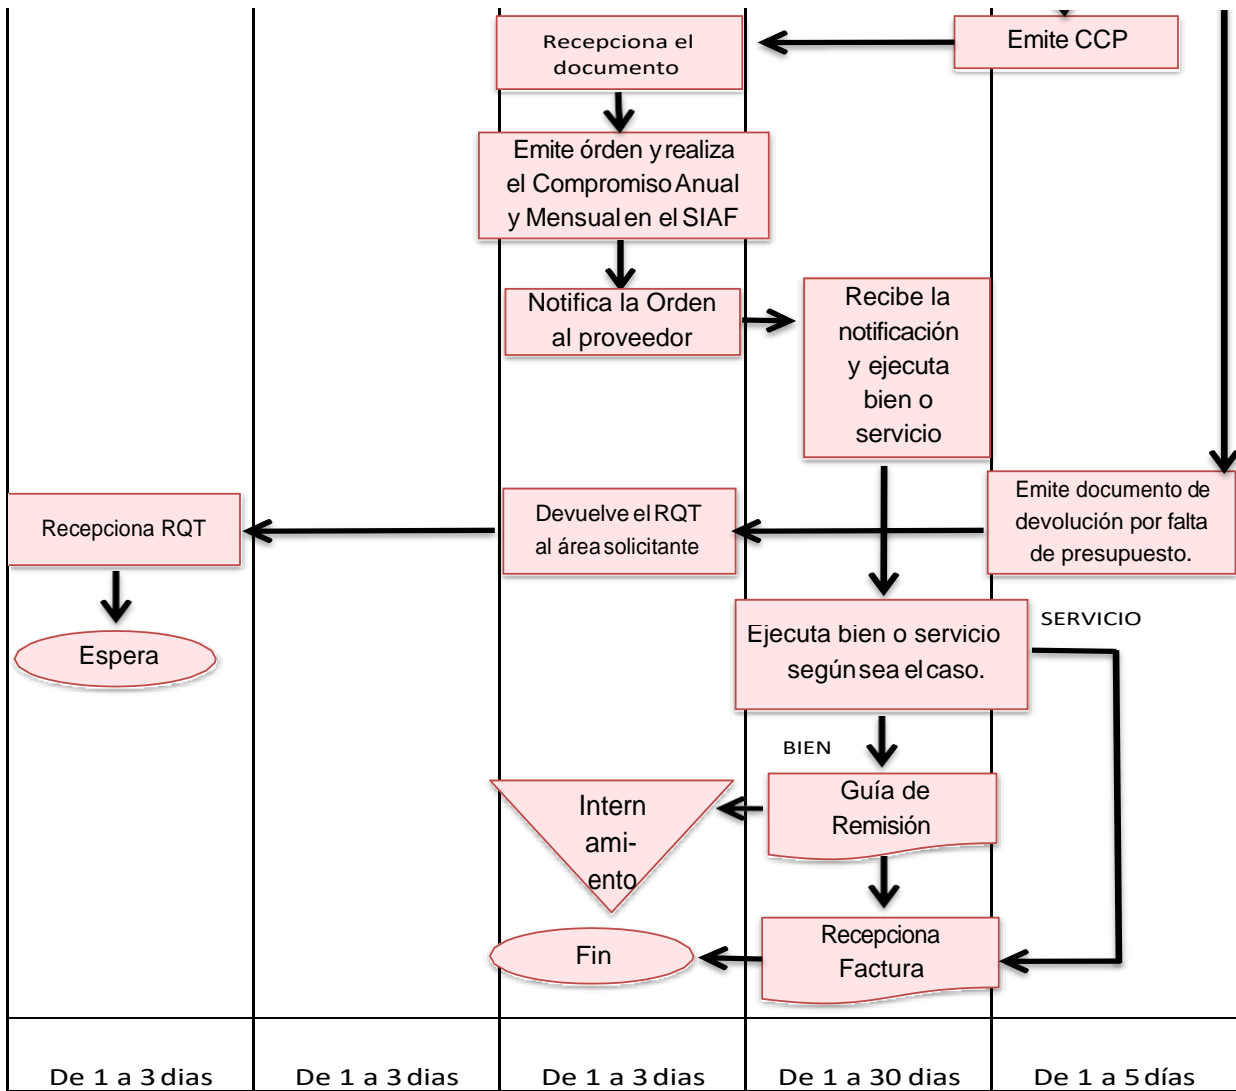 Recepciona el
documento
Emite CCP
Emite órden y realiza
el Compromiso Anual
y Mensual en el SIAF
Notifica la Orden
al proveedor
Recibe la
notificación
y ejecuta
bien o
servicio
Recepciona RQT
Devuelve el RQT
al área solicitante
Emite documento de
devolución por falta
de presupuesto.
Espera
Ejecuta bien o servicio
según sea el caso.
SERVICIO
BIEN
Intern
ami-
ento
Guía de
Remisión
Fin
Recepciona
Factura
De 1 a 3 dias
De 1 a 3 dias
De 1 a 3 dias
De 1 a 30 dias
De 1 a 5 días